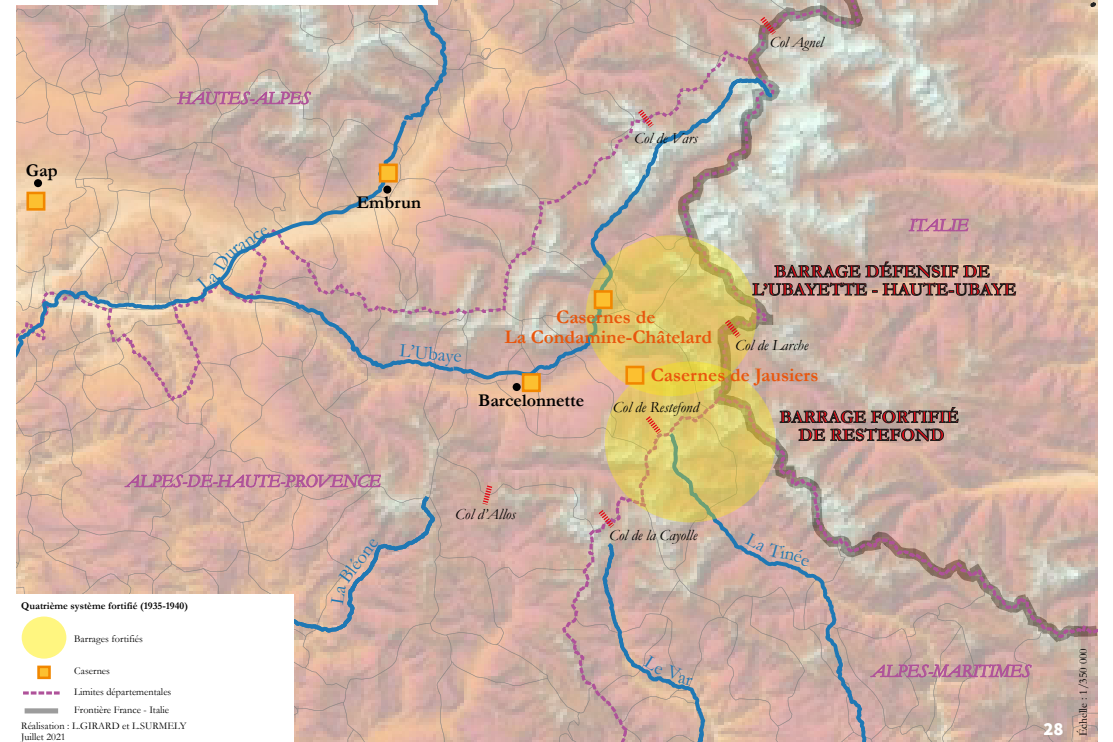 Col Agnel
HAUTES-ALPES
Col de Vars
Gap
Embrun
ITALIE
La Durance
BARRAGE DÉFENSIF DE
L'UBAYETTE - HAUTE-UBAYE
Casernes de
La Condamine-Châtelard
Col de Larche
L'Ubaye
Casernes de Jausiers
Barcelonnette
Col de Restefond
BARRAGE FORTIFIÉ
DE RESTEFOND
ALPES-DE-HAUTE-PROVENCE
Col d'Allos
Col de la Cayolle
La Tinée
La Bléone
Le Var
ALPES-MARITIMES
Quatrième système fortifié (1935-1940)
Barrages fortifiés
Casernes
Limites départementales
Frontière France - Italie
Réalisation : L.GIRARD et L.SURMELY
Juillet 2021
28
Échelle : 1/350 000